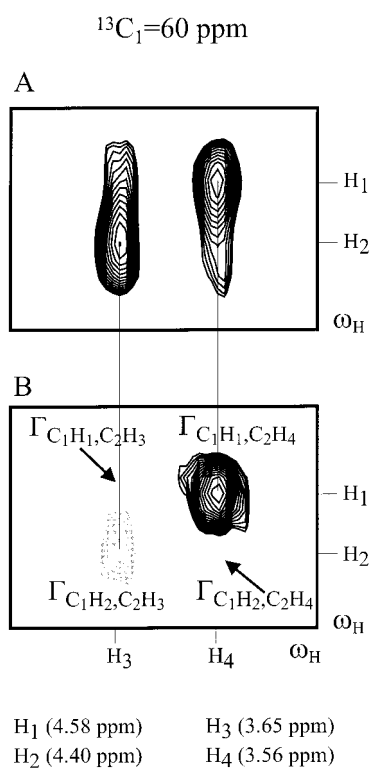 ¹³C₁=60 ppm
A
H₁
H₂
ω_H
B
Γ_C₁H₁,C₂H₃ Γ_C₁H₁,C₂H₄
H₁
H₂
Γ_C₁H₂,C₂H₃ Γ_C₁H₂,C₂H₄
ω_H
H₃ H₄ ω_H
H₁ (4.58 ppm) H₃ (3.65 ppm)
H₂ (4.40 ppm) H₄ (3.56 ppm)